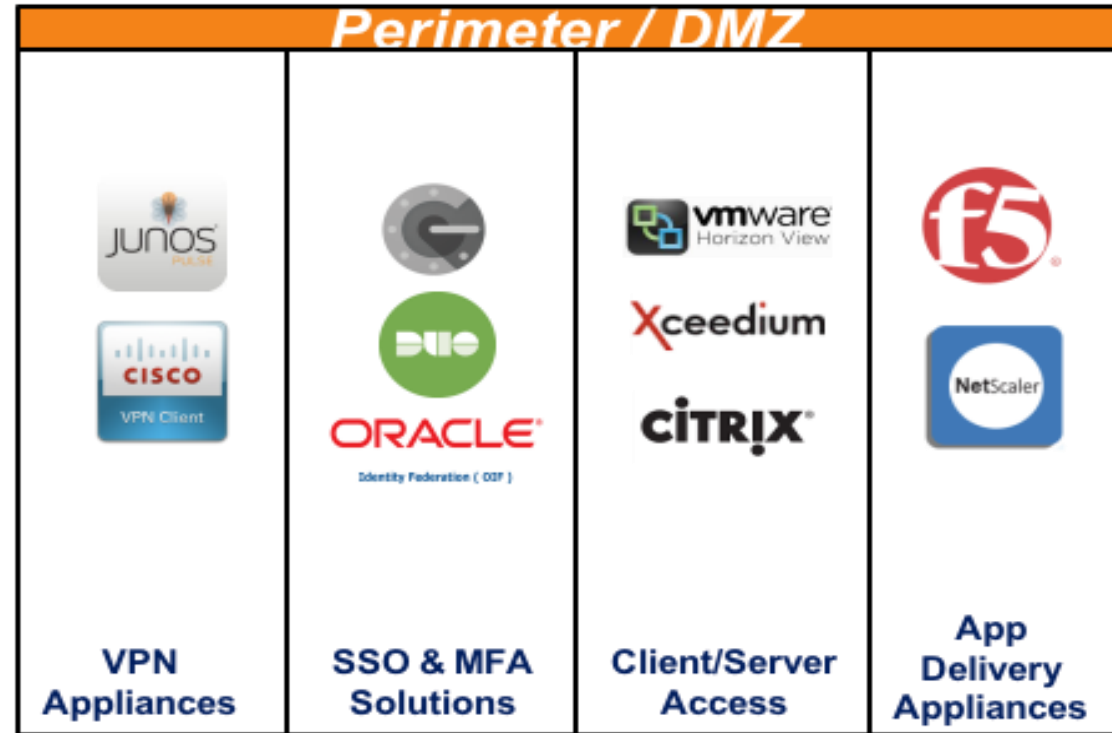 Perimeter / DMZ
JUNOS
PULSE
CISCO
VPN Client
VPN
Appliances
DUO
ORACLE®
Identity Federation ( OIF )
SSO & MFA
Solutions
vmware
Horizon View
Xceedium
CITRIX®
Client/Server
Access
f5®
NetScaler
App
Delivery
Appliances